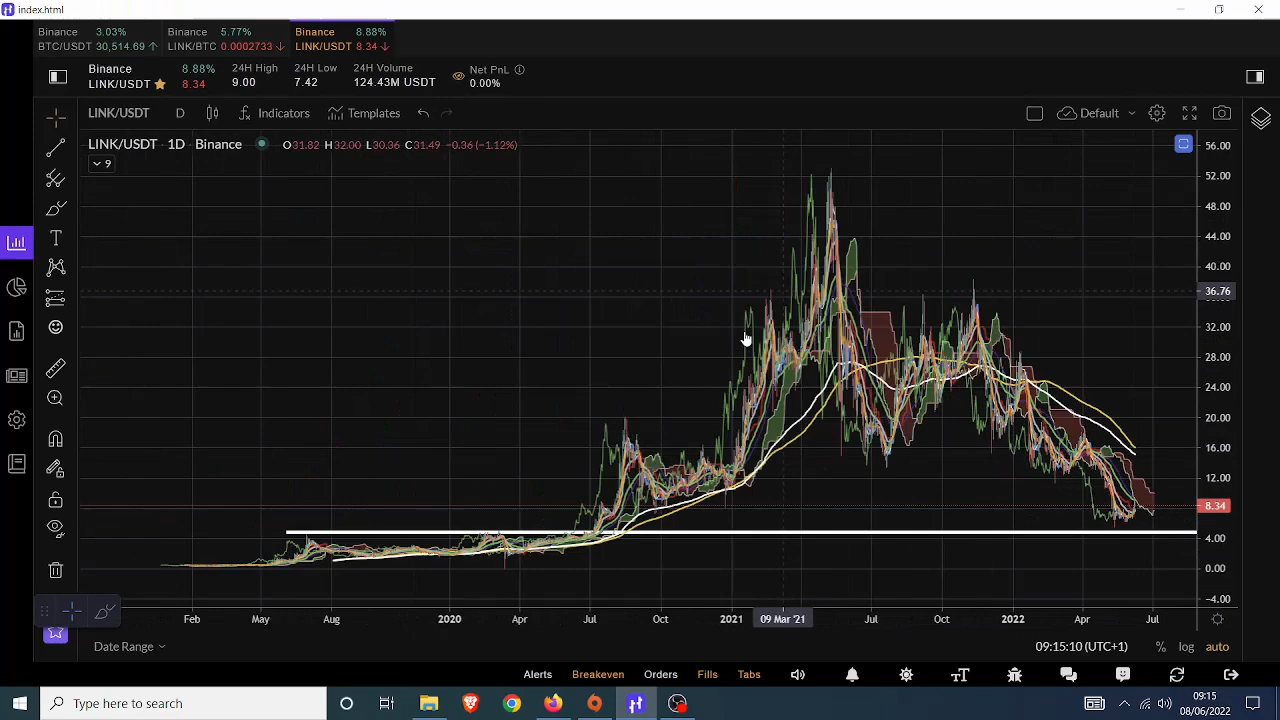 index.html
Binance 3.03% Binance 5.77% Binance 8.88%
BTC/USDT 30,514.69 ↑ LINK/BTC 0.0002733 ↓ LINK/USDT 8.34 ↓
Binance 8.88% 24H High 24H Low 24H Volume Net PnL
LINK/USDT 8.34 9.00 7.42 124.43M USDT 0.00%
LINK/USDT D Indicators Templates Default
LINK/USDT · 1D · Binance O31.82 H32.00 L30.36 C31.49 -0.36 (-1.12%)
9
56.00
52.00
48.00
44.00
40.00
36.76
32.00
28.00
24.00
20.00
16.00
12.00
8.34
4.00
0.00
-4.00
Feb May Aug 2020 Apr Jul Oct 2021 09 Mar '21 Jul Oct 2022 Apr Jul
Date Range 09:15:10 (UTC+1) % log auto
Alerts Breakeven Orders Fills Tabs
Type here to search
09:15
08/06/2022